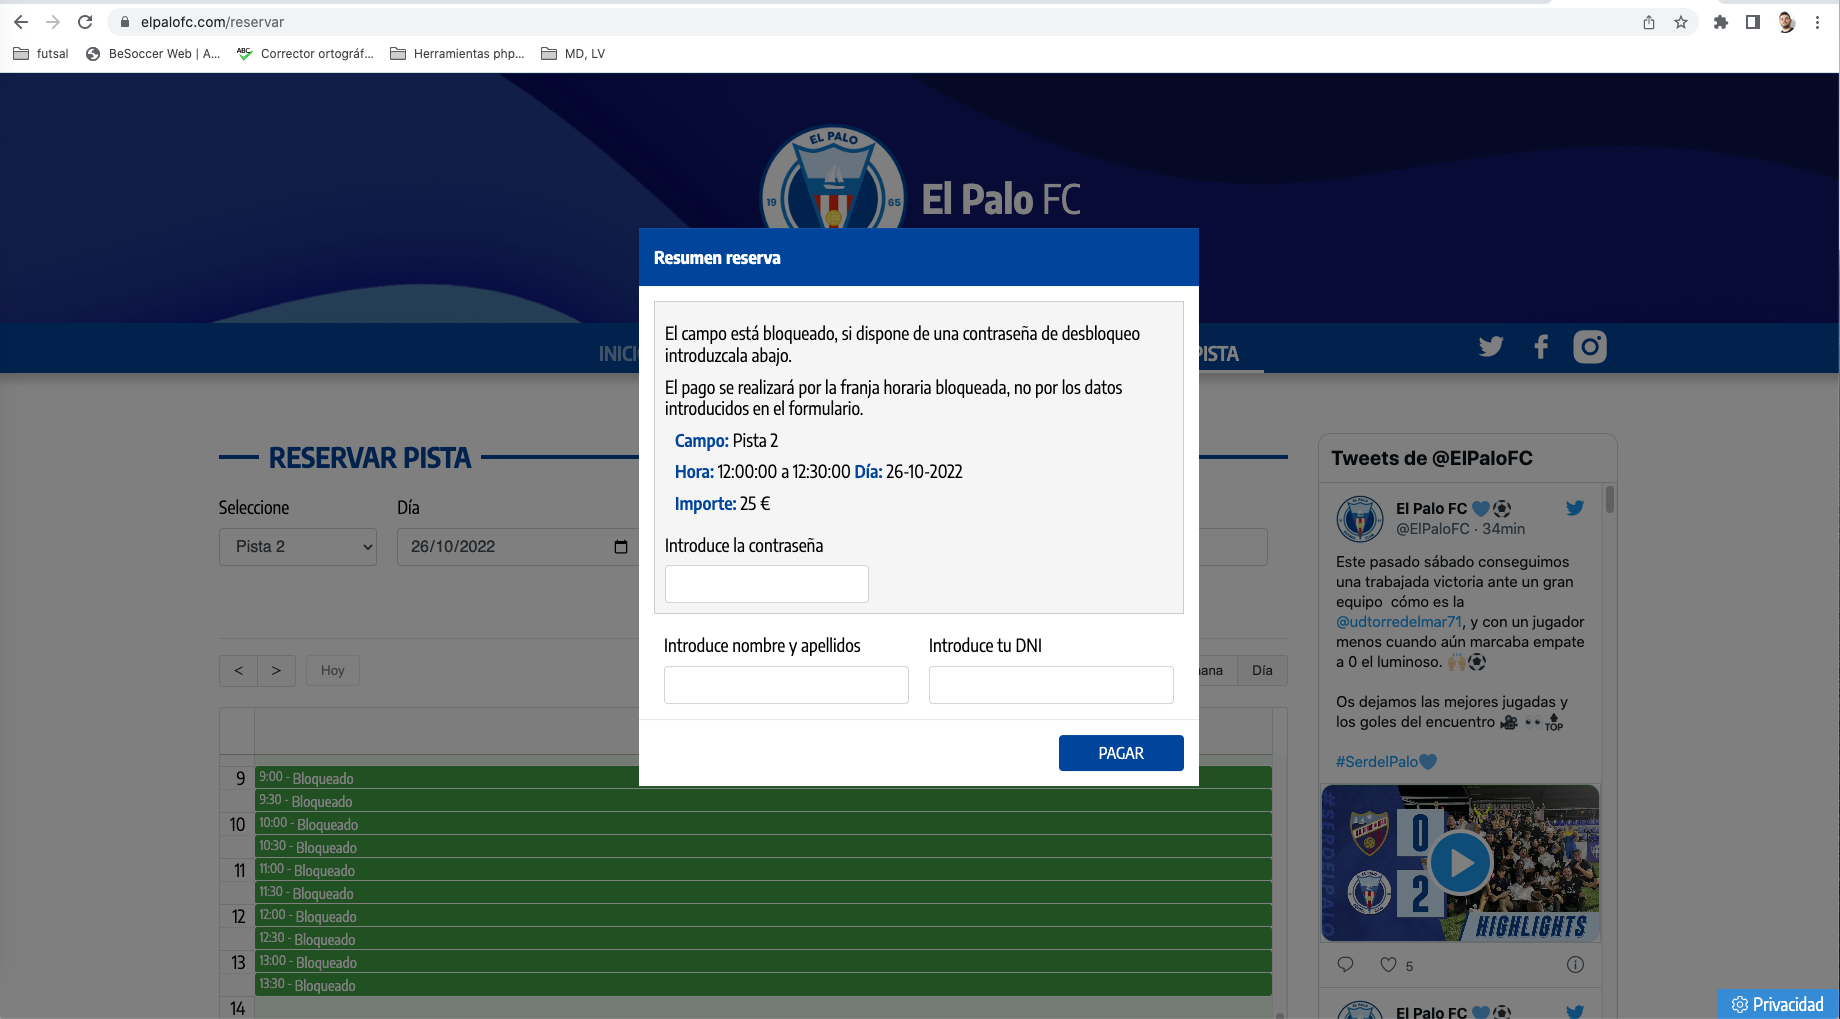 elpalofc.com/reservar
futsal
BeSoccer Web | A...
Corrector ortográf...
Herramientas php...
MD, LV
EL PALO
19 65
El Palo FC
INICI
PISTA
Resumen reserva
El campo está bloqueado, si dispone de una contraseña de desbloqueo
introduzcala abajo.
El pago se realizará por la franja horaria bloqueada, no por los datos
introducidos en el formulario.
Campo: Pista 2
Hora: 12:00:00 a 12:30:00 Día: 26-10-2022
Importe: 25 €
Introduce la contraseña
Introduce nombre y apellidos
Introduce tu DNI
PAGAR
RESERVAR PISTA
Seleccione
Día
Pista 2
26/10/2022
<
>
Hoy
ana
Día
9
9:00 - Bloqueado
9:30 - Bloqueado
10
10:00 - Bloqueado
10:30 - Bloqueado
11
11:00 - Bloqueado
11:30 - Bloqueado
12
12:00 - Bloqueado
12:30 - Bloqueado
13
13:00 - Bloqueado
13:30 - Bloqueado
14
Tweets de @ElPaloFC
El Palo FC
@ElPaloFC · 34min
Este pasado sábado conseguimos
una trabajada victoria ante un gran
equipo cómo es la
@udtorredelmar71, y con un jugador
menos cuando aún marcaba empate
a 0 el luminoso.
Os dejamos las mejores jugadas y
los goles del encuentro TOP
#SerdelPalo
#SERDELPALO
0
2
HIGHLIGHTS
5
El Palo FC
Privacidad